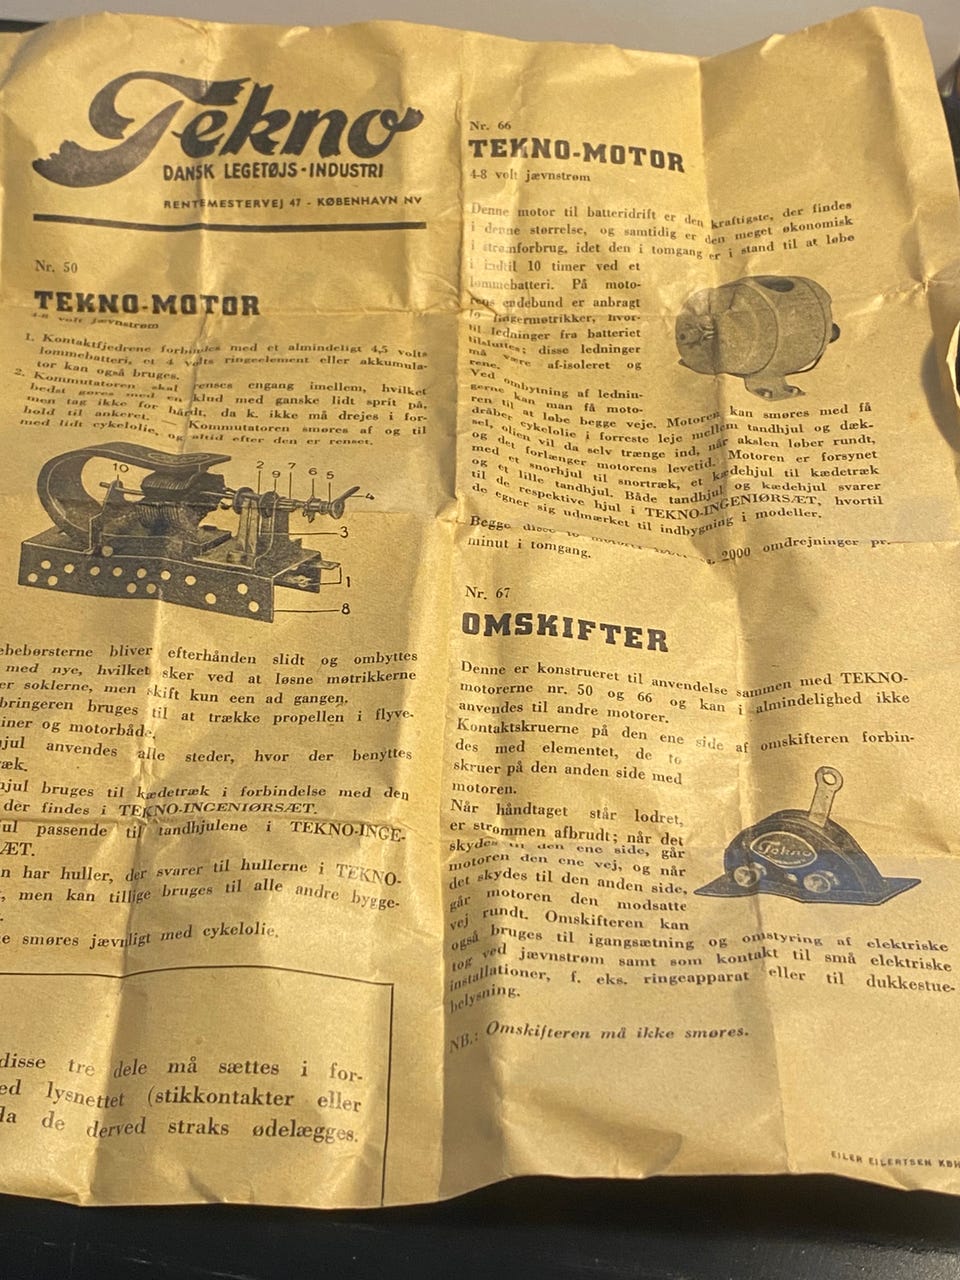 Tekno
DANSK LEGETØJS-INDUSTRI
RENTEMESTERVEJ 47 - KØBENHAVN NV
Nr. 50
TEKNO-MOTOR
4-8 volt jævnstrøm
1. Kontaktfjedrene forbindes med et almindeligt 4,5 volts
lommebatteri, et 4 volts ringeelement eller akkumula-
tor kan også bruges.
2. Kommutatoren skal renses engang imellem, hvilket
bedst gøres med en klud med ganske lidt sprit på,
men tag ikke for hårdt, da k. ikke må drejes i for-
hold til ankeret. — Kommutatoren smøres af og til
med lidt cykelolie, og altid efter den er renset.
10 2 9 7 6 5
4
3
1
8
bebørsterne bliver efterhånden slidt og ombyttes
med nye, hvilket sker ved at løsne møtrikkerne
er soklerne, men skift kun een ad gangen.
bringeren bruges til at trække propellen i flyve-
iner og motorbåde.
jul anvendes alle steder, hvor der benyttes
æk.
hjul bruges til kædetræk i forbindelse med den
der findes i TEKNO-INGENIØRSÆT.
ul passende til tandhjulene i TEKNO-INGE-
ÆT.
n har huller, der svarer til hullerne i TEKNO-
, men kan tillige bruges til alle andre bygge-
e smøres jævnligt med cykelolie.
disse tre dele må sættes i for-
ed lysnettet (stikkontakter eller
da de derved straks ødelægges.
Nr. 66
TEKNO-MOTOR
4-8 volt jævnstrøm
Denne motor til batteridrift er den kraftigste, der findes
i denne størrelse, og samtidig er den meget økonomisk
i strømforbrug, idet den i tomgang er i stand til at løbe
i indtil 10 timer ved et
lommebatteri. På moto-
rens endebund er anbragt
to fingermøtrikker, hvor-
til ledninger fra batteriet
tilsluttes; disse ledninger
må være af-isoleret og
rene.
Ved ombytning af lednin-
gerne kan man få moto-
ren til at løbe begge veje. Motoren kan smøres med få
dråber cykelolie i forreste leje mellem tandhjul og dæk-
sel, olien vil da selv trænge ind, når akslen løber rundt,
og det forlænger motorens levetid. Motoren er forsynet
med et snorhjul til snortræk, et kædehjul til kædetræk
og et lille tandhjul. Både tandhjul og kædehjul svarer
til de respektive hjul i TEKNO-INGENIØRSÆT, hvortil
de egner sig udmærket til indbygning i modeller.
Begge disse 2000 omdrejninger pr.
minut i tomgang.
Nr. 67
OMSKIFTER
Denne er konstrueret til anvendelse sammen med TEKNO-
motorerne nr. 50 og 66 og kan i almindelighed ikke
anvendes til andre motorer.
Kontaktskruerne på den ene side af omskifteren forbin-
des med elementet, de to
skruer på den anden side med
motoren.
Når håndtaget står lodret,
er strømmen afbrudt; når det
skydes til den ene side, går
motoren den ene vej, og når
det skydes til den anden side,
går motoren den modsatte
vej rundt. Omskifteren kan
også bruges til igangsætning og omstyring af elektriske
tog ved jævnstrøm samt som kontakt til små elektriske
installationer, f. eks. ringeapparat eller til dukkestue-
belysning.
NB.: Omskifteren må ikke smøres.
Tekno
EILER EILERTSEN KBH